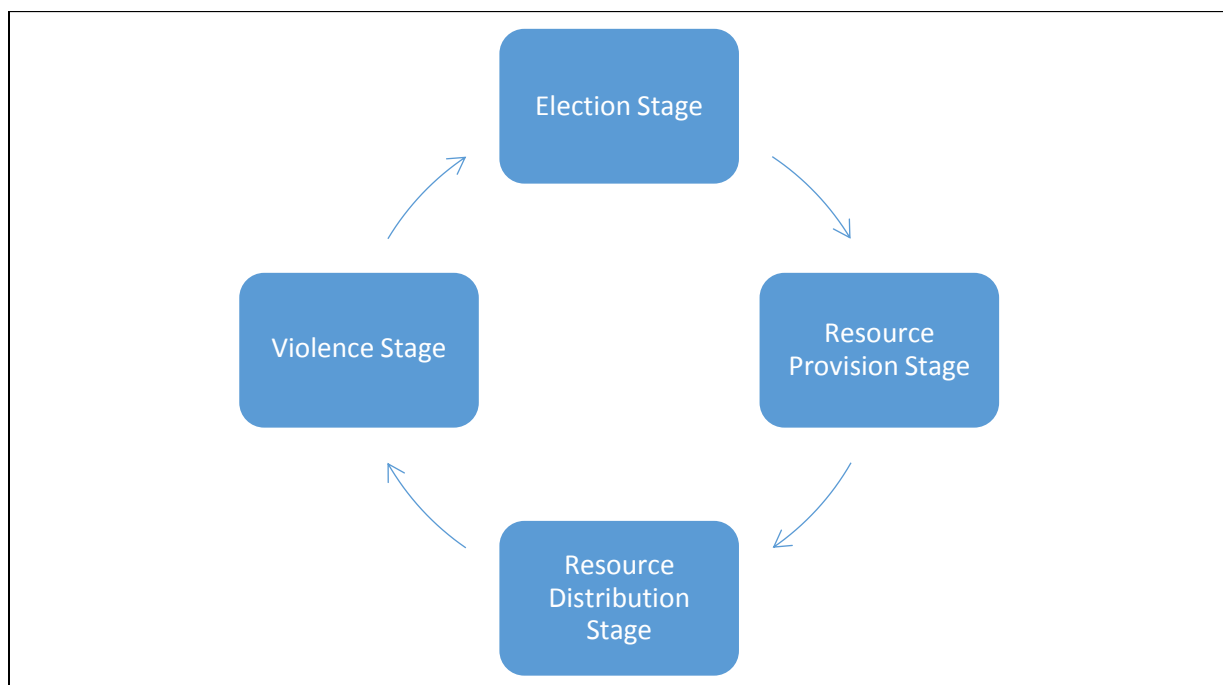 Election Stage
Violence Stage
Resource
Provision Stage
Resource
Distribution
Stage